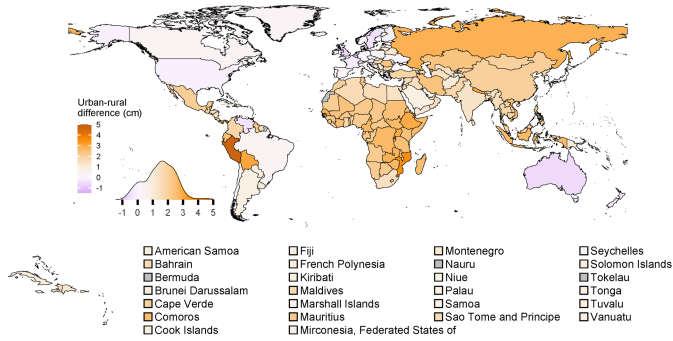 Urban-rural
difference (cm)
5
4
3
2
1
0
-1
-1 0 1 2 3 4 5
American Samoa Fiji Montenegro Seychelles
Bahrain French Polynesia Nauru Solomon Islands
Bermuda Kiribati Niue Tokelau
Brunei Darussalam Maldives Palau Tonga
Cape Verde Marshall Islands Samoa Tuvalu
Comoros Mauritius Sao Tome and Principe Vanuatu
Cook Islands Mirconesia, Federated States of